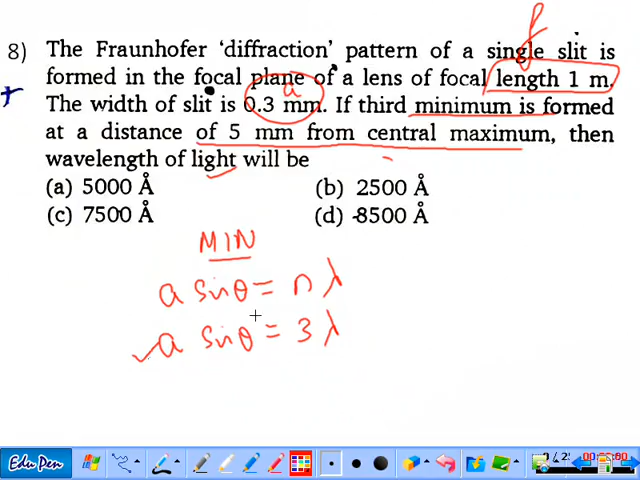 f
8) The Fraunhofer 'diffraction' pattern of a single slit is
formed in the focal plane of a lens of focal length 1 m.
a
The width of slit is 0.3 mm. If third minimum is formed
at a distance of 5 mm from central maximum, then
wavelength of light will be
(a) 5000 Å (b) 2500 Å
(c) 7500 Å (d) 8500 Å
MIN
a sinθ = nλ
a sinθ = 3λ
Edu Pen